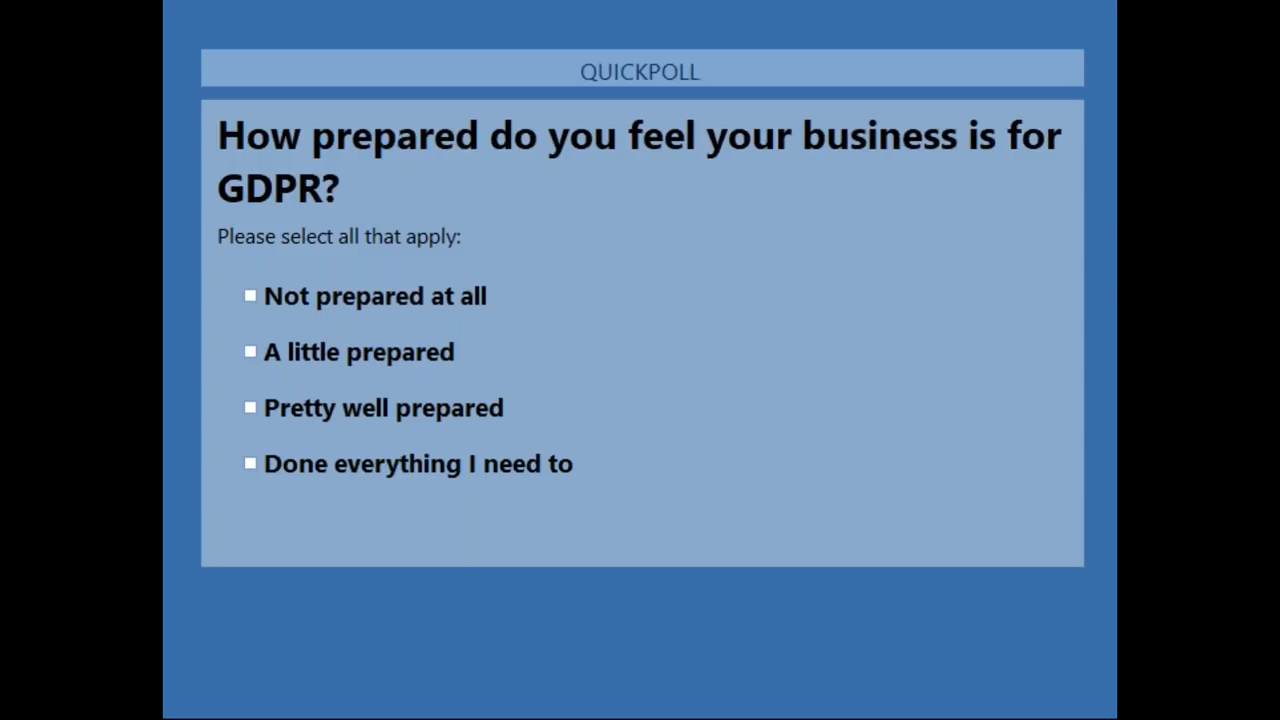 QUICKPOLL
How prepared do you feel your business is for
GDPR?
Please select all that apply:
Not prepared at all
A little prepared
Pretty well prepared
Done everything I need to